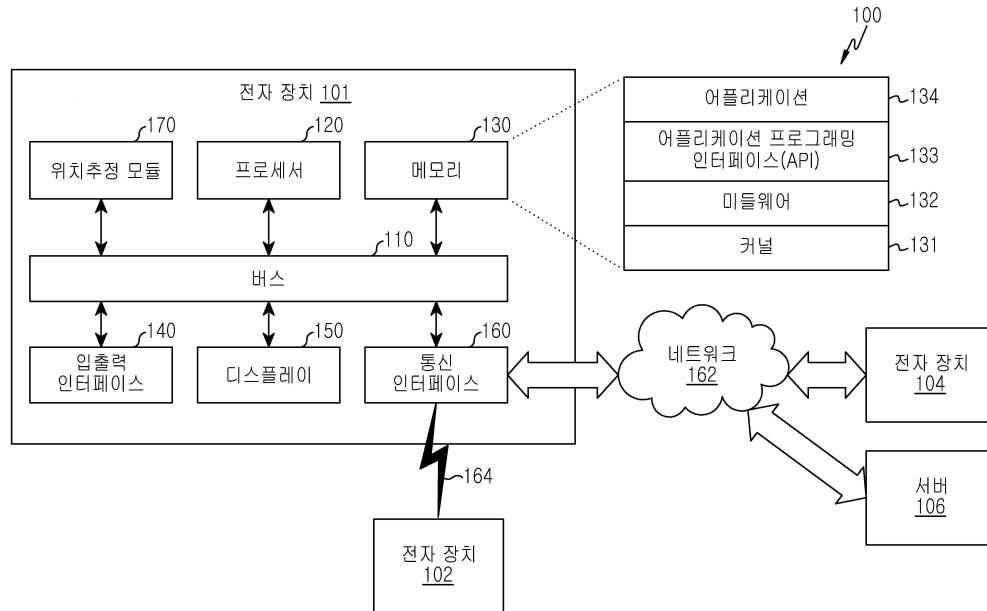 100
전자 장치 101
170
위치추정 모듈
120
프로세서
130
메모리
어플리케이션
134
어플리케이션 프로그래밍
인터페이스(API)
133
미들웨어
132
커널
131
110
버스
140
입출력
인터페이스
150
디스플레이
160
통신
인터페이스
네트워크
162
전자 장치
104
서버
106
164
전자 장치
102